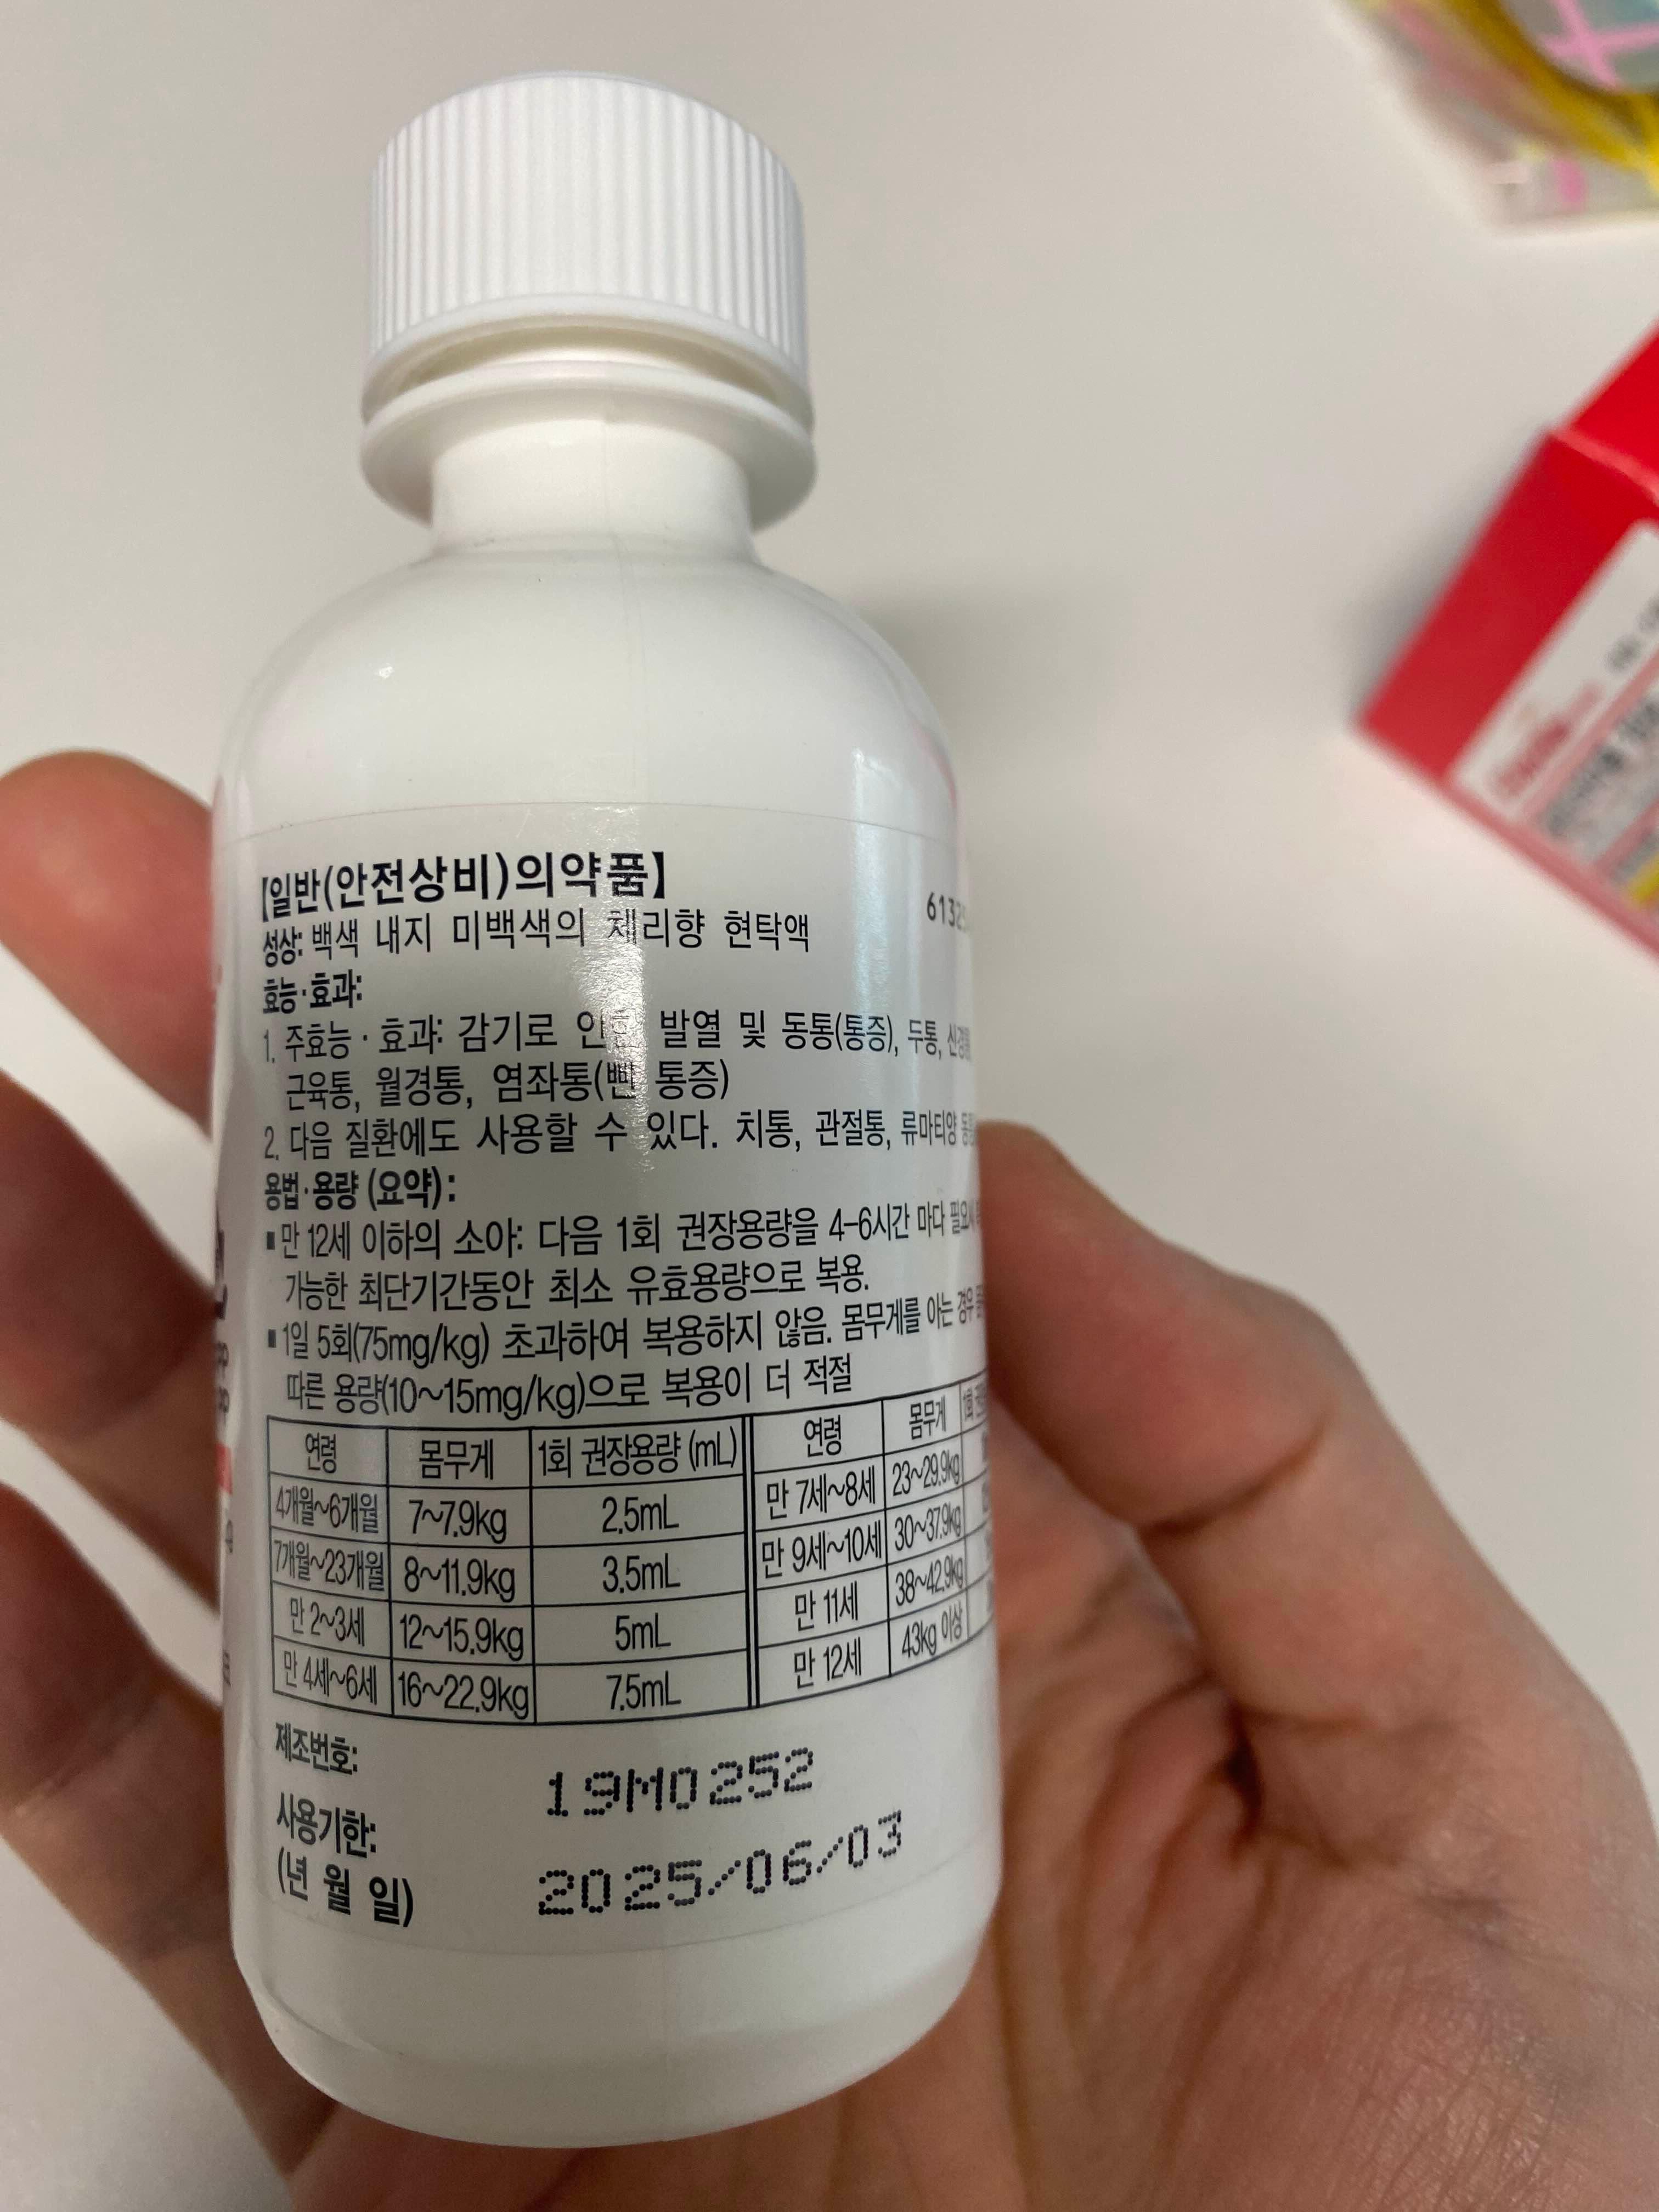 【일반(안전상비)의약품】
성상: 백색 내지 미백색의 체리향 현탁액
효능·효과:
1. 주효능·효과: 감기로 인한 발열 및 동통(통증), 두통, 신경통
근육통, 월경통, 염좌통(삔 통증)
2. 다음 질환에도 사용할 수 있다. 치통, 관절통, 류마티양
용법·용량 (요약):
▪만 12세 이하의 소아: 다음 1회 권장용량을 4-6시간 마다 필요시
가능한 최단기간동안 최소 유효용량으로 복용.
▪1일 5회(75mg/kg) 초과하여 복용하지 않음. 몸무게를 아는 경우
따른 용량(10~15mg/kg)으로 복용이 더 적절
연령 몸무게 1회 권장용량 (mL) 연령 몸무게 1회
4개월~6개월 7~7.9kg 2.5mL 만 7세~8세 23~29.9kg
7개월~23개월 8~11.9kg 3.5mL 만 9세~10세 30~37.9kg
만 2~3세 12~15.9kg 5mL 만 11세 38~42.9kg
만 4세~6세 16~22.9kg 7.5mL 만 12세 43kg 이상
제조번호: 19M0252
사용기한: 2025/06/03
(년 월 일)